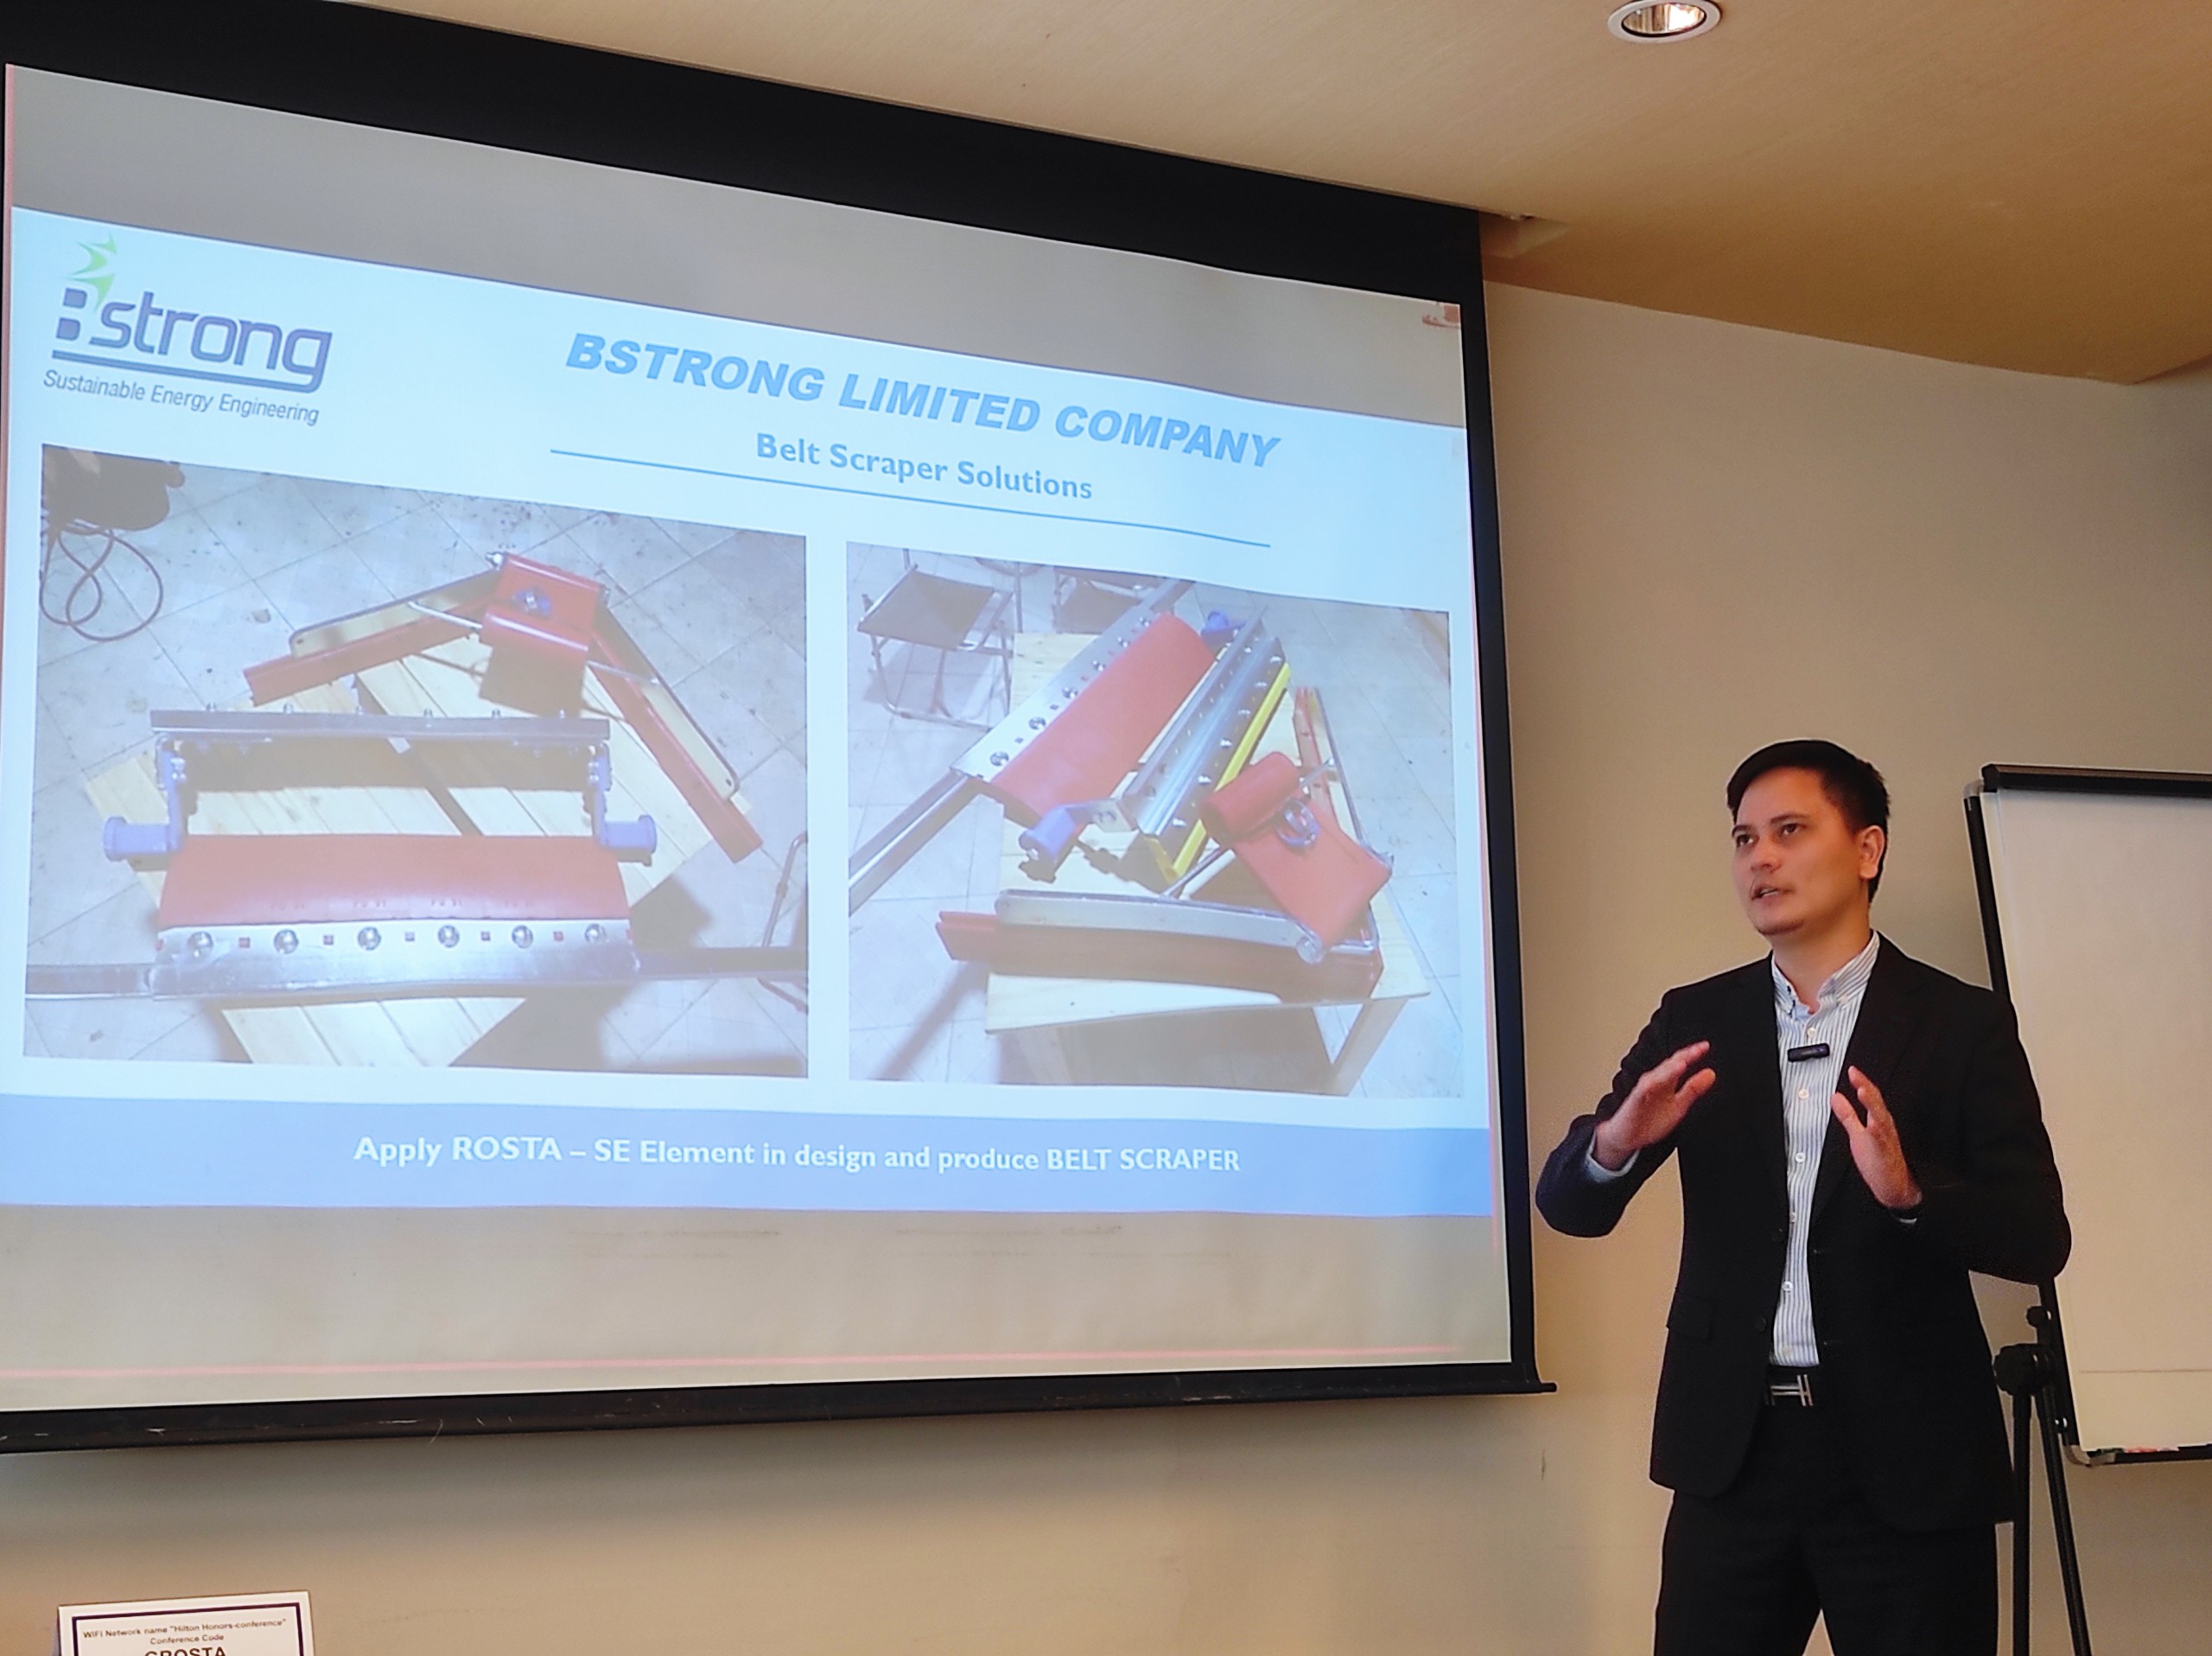 Bstrong
Sustainable Energy Engineering
BSTRONG LIMITED COMPANY
Belt Scraper Solutions
Apply ROSTA – SE Element in design and produce BELT SCRAPER
WIFI Network name "Hilton Honors-conference"
Conference Code
GROSTA